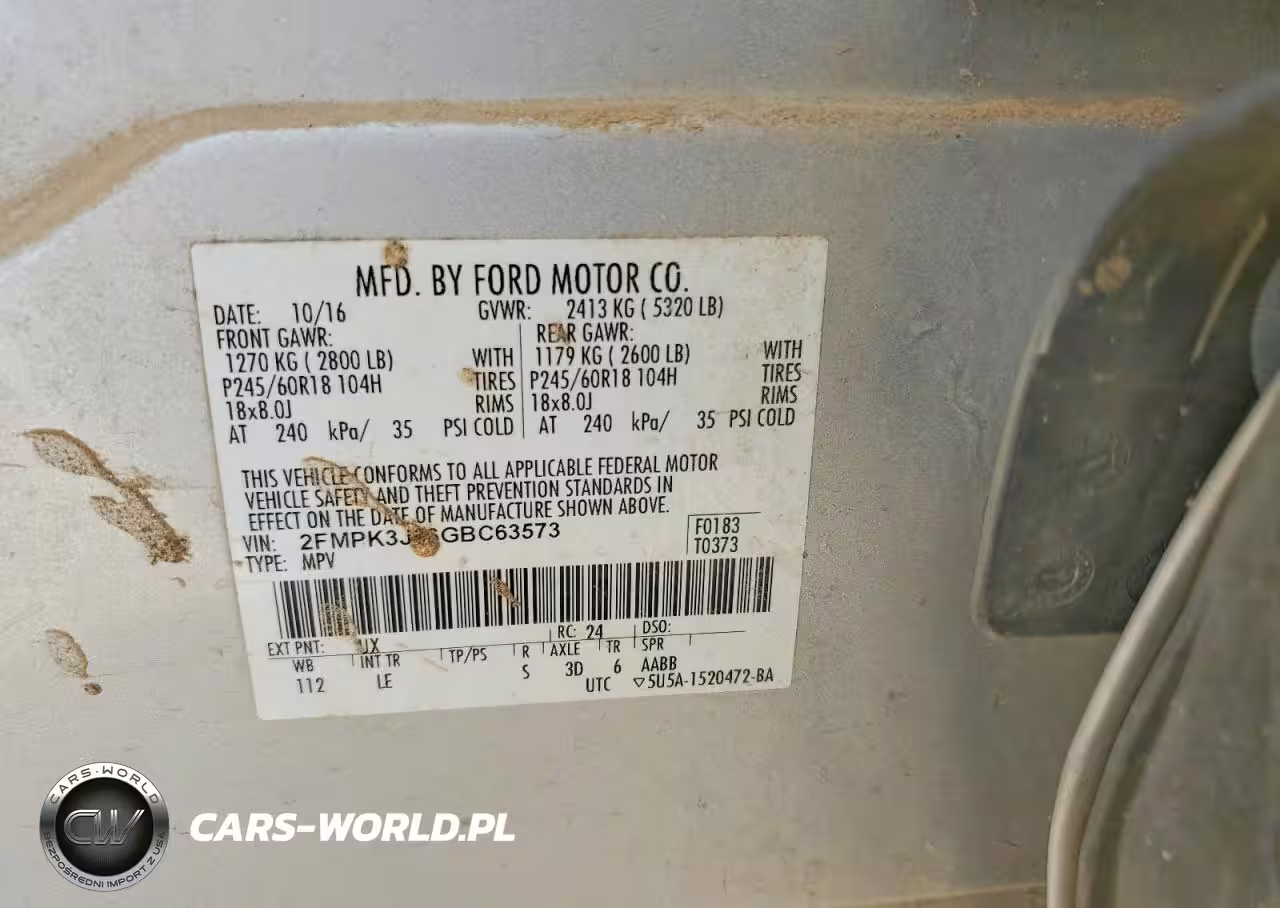 MFD. BY FORD MOTOR CO.
DATE: 10/16 GVWR: 2413 KG ( 5320 LB)
FRONT GAWR: REAR GAWR:
1270 KG ( 2800 LB) WITH 1179 KG ( 2600 LB) WITH
P245/60R18 104H TIRES P245/60R18 104H TIRES
18x8.0J RIMS 18x8.0J RIMS
AT 240 kPa/ 35 PSI COLD AT 240 kPa/ 35 PSI COLD
THIS VEHICLE CONFORMS TO ALL APPLICABLE FEDERAL MOTOR
VEHICLE SAFETY AND THEFT PREVENTION STANDARDS IN
EFFECT ON THE DATE OF MANUFACTURE SHOWN ABOVE.
VIN: F0183
TYPE: MPV T0373
EXT PNT: UX RC: 24 DSO:
WB INT TR TP/PS R AXLE TR SPR
112 LE S 3D 6 AABB
UTC ▽5U5A-1520472-BA
CARS-WORLD
CW
BEZPOŚREDNI IMPORT Z USA
CARS-WORLD.PL